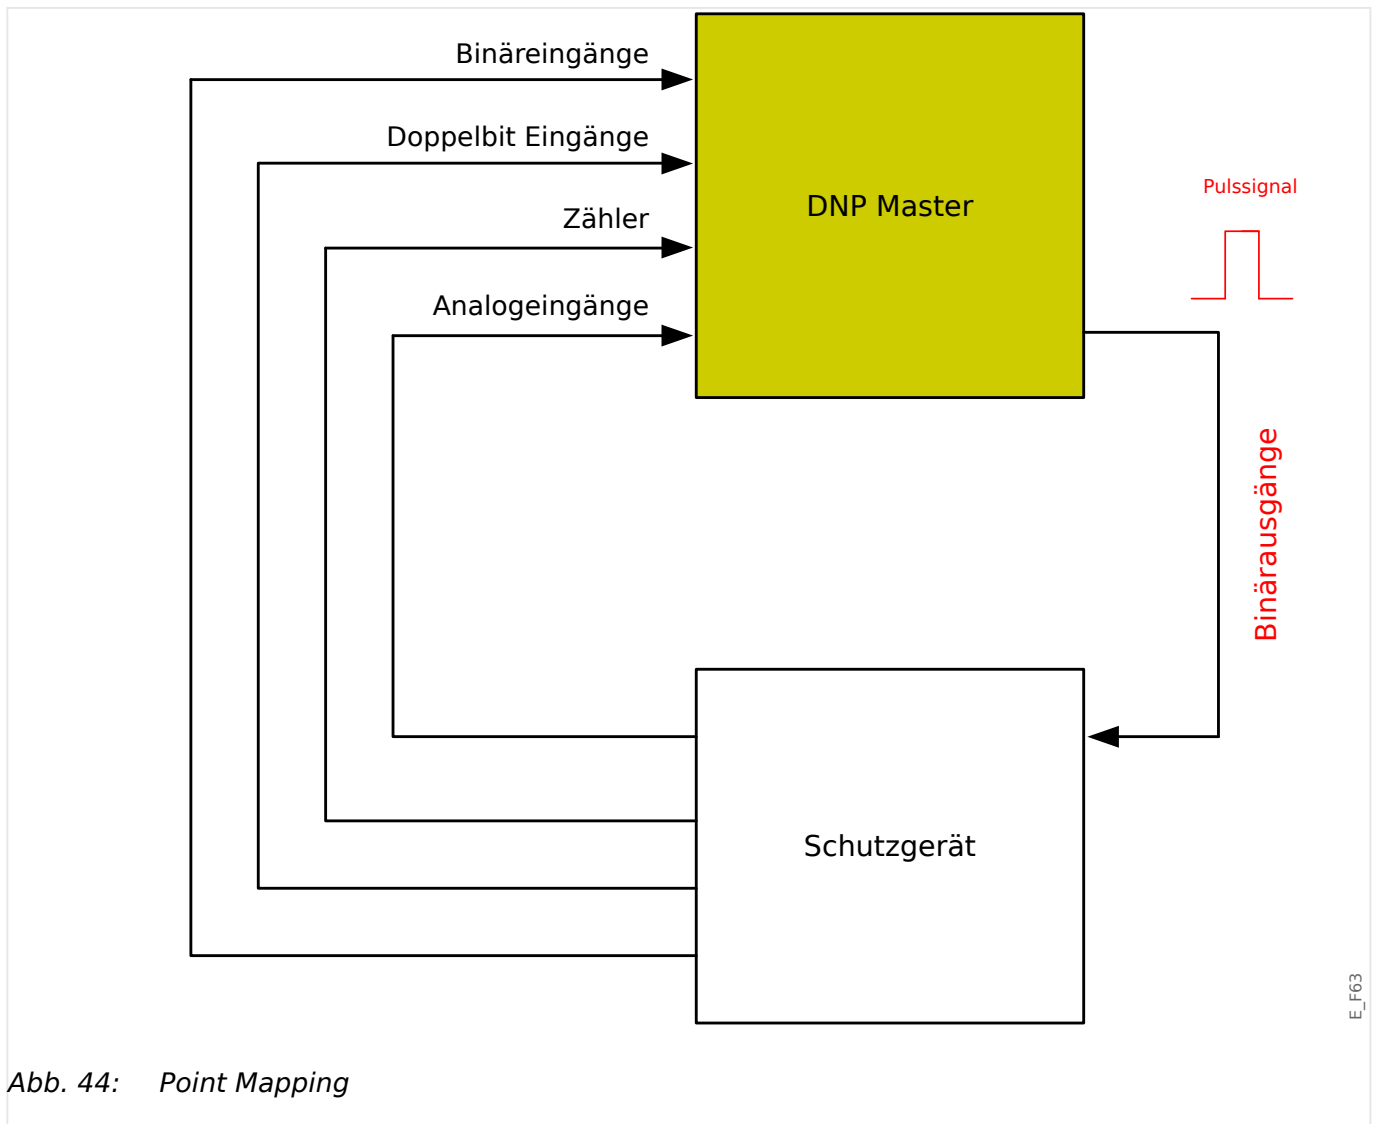 Binäreingänge
Doppelbit Eingänge
Zähler
Analogeingänge
DNP Master
Pulssignal
Binärausgänge
Schutzgerät
E_F63
Abb. 44: Point Mapping